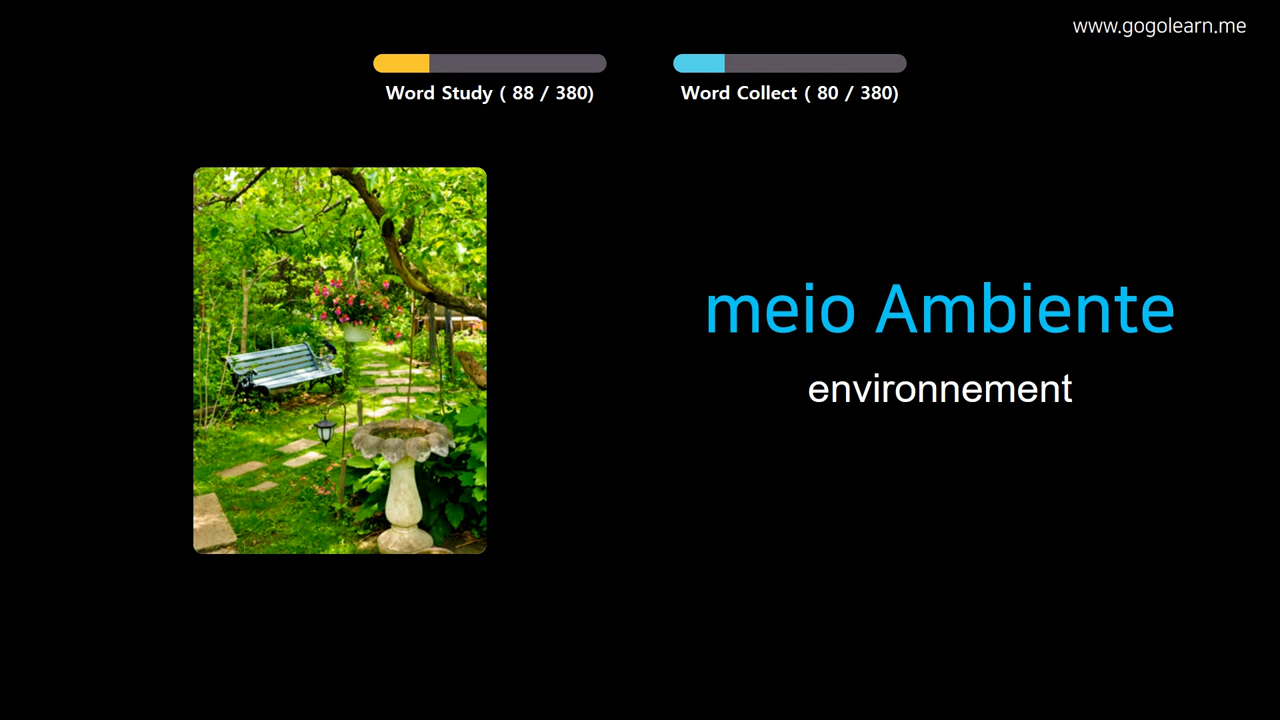 www.gogolearn.me
Word Study ( 88 / 380)
Word Collect ( 80 / 380)
meio Ambiente
environnement